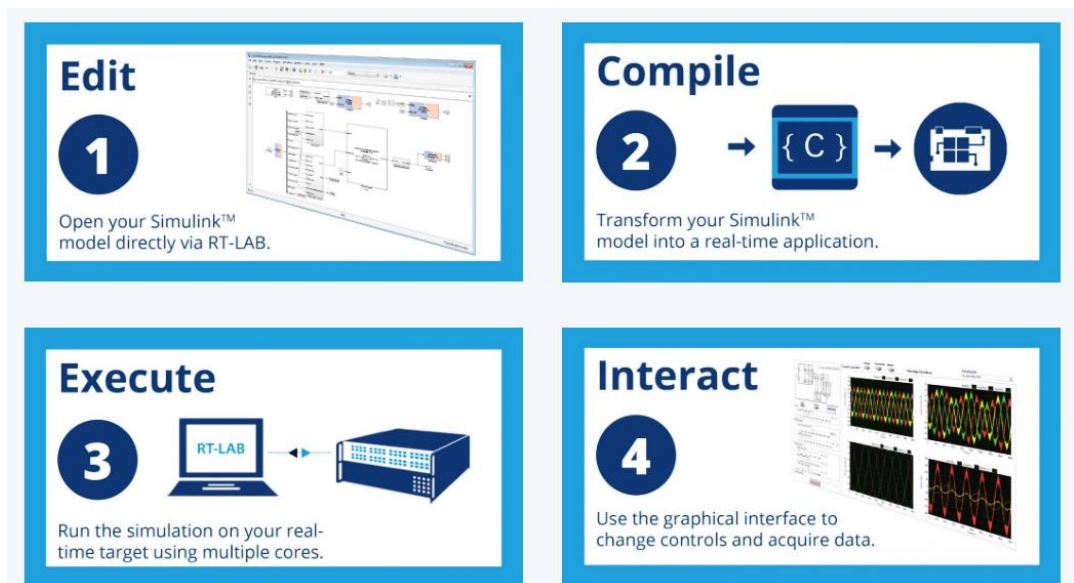 Edit
1
Open your Simulink™
model directly via RT-LAB.
Compile
2
{ C }
Transform your Simulink™
model into a real-time application.
Execute
3
RT-LAB
Run the simulation on your real-
time target using multiple cores.
Interact
4
Use the graphical interface to
change controls and acquire data.